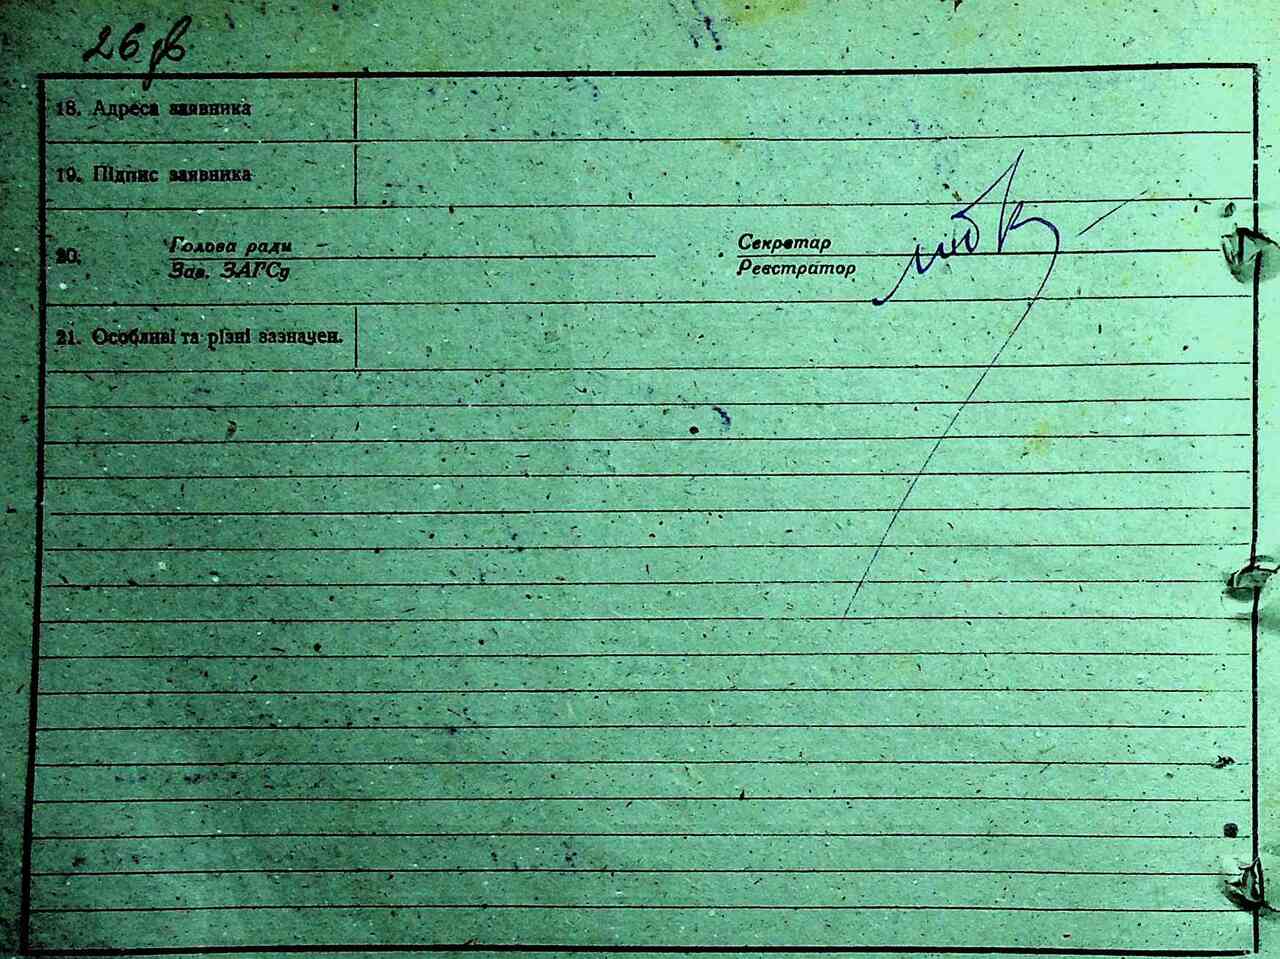 26 зв
18. Адреса заявника
19. Підпис заявника
20. Голова ради Секретар
Зав. ЗАГСу Реєстратор
21. Особливі та різні зазначен.